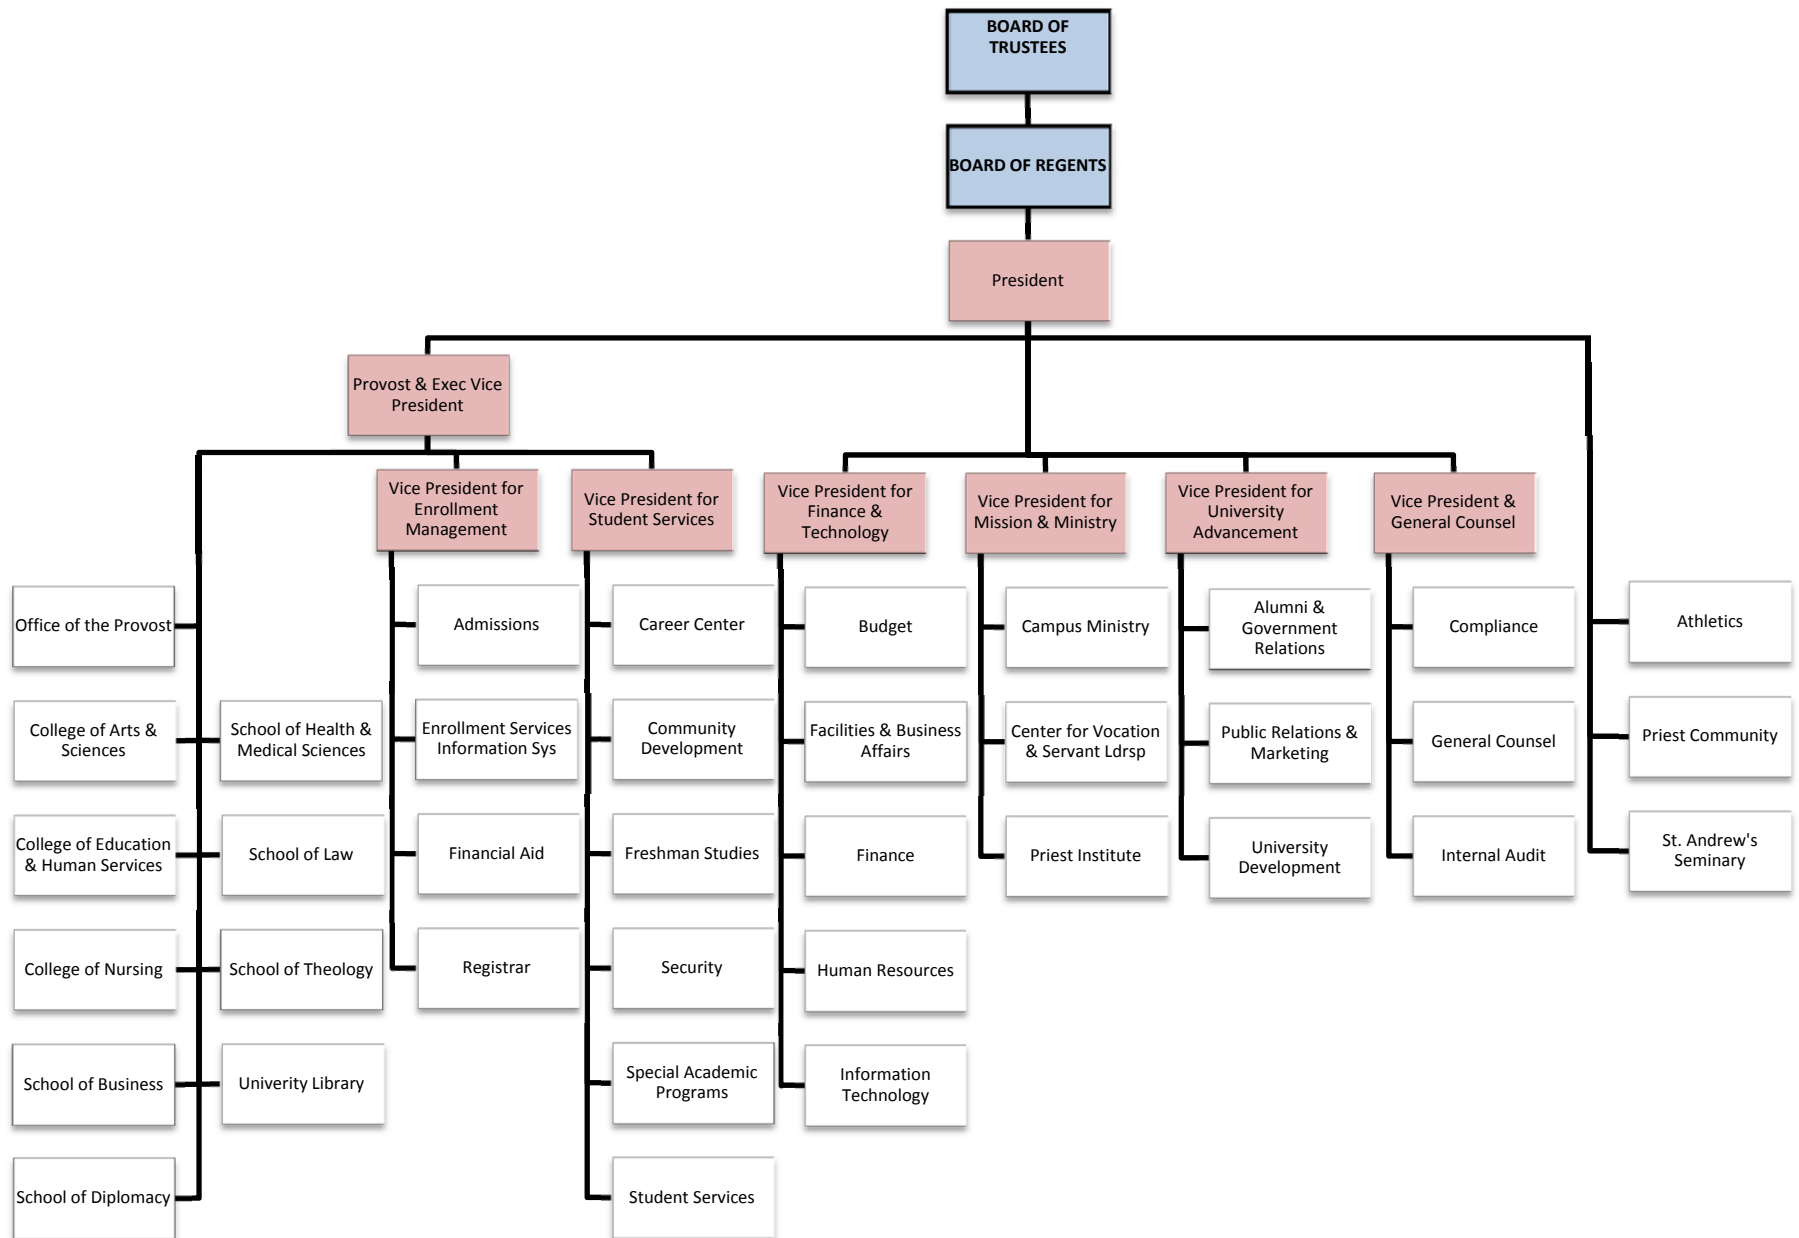 BOARD OF
TRUSTEES
BOARD OF REGENTS
President
Provost & Exec Vice
President
Vice President for
Enrollment
Management
Vice President for
Student Services
Vice President for
Finance &
Technology
Vice President for
Mission & Ministry
Vice President for
University
Advancement
Vice President &
General Counsel
Office of the Provost
College of Arts &
Sciences
College of Education
& Human Services
College of Nursing
School of Business
School of Diplomacy
School of Health &
Medical Sciences
School of Law
School of Theology
Univerity Library
Admissions
Enrollment Services
Information Sys
Financial Aid
Registrar
Career Center
Community
Development
Freshman Studies
Security
Special Academic
Programs
Student Services
Budget
Facilities & Business
Affairs
Finance
Human Resources
Information
Technology
Campus Ministry
Center for Vocation
& Servant Ldrsp
Priest Institute
Alumni &
Government
Relations
Public Relations &
Marketing
University
Development
Compliance
General Counsel
Internal Audit
Athletics
Priest Community
St. Andrew's
Seminary